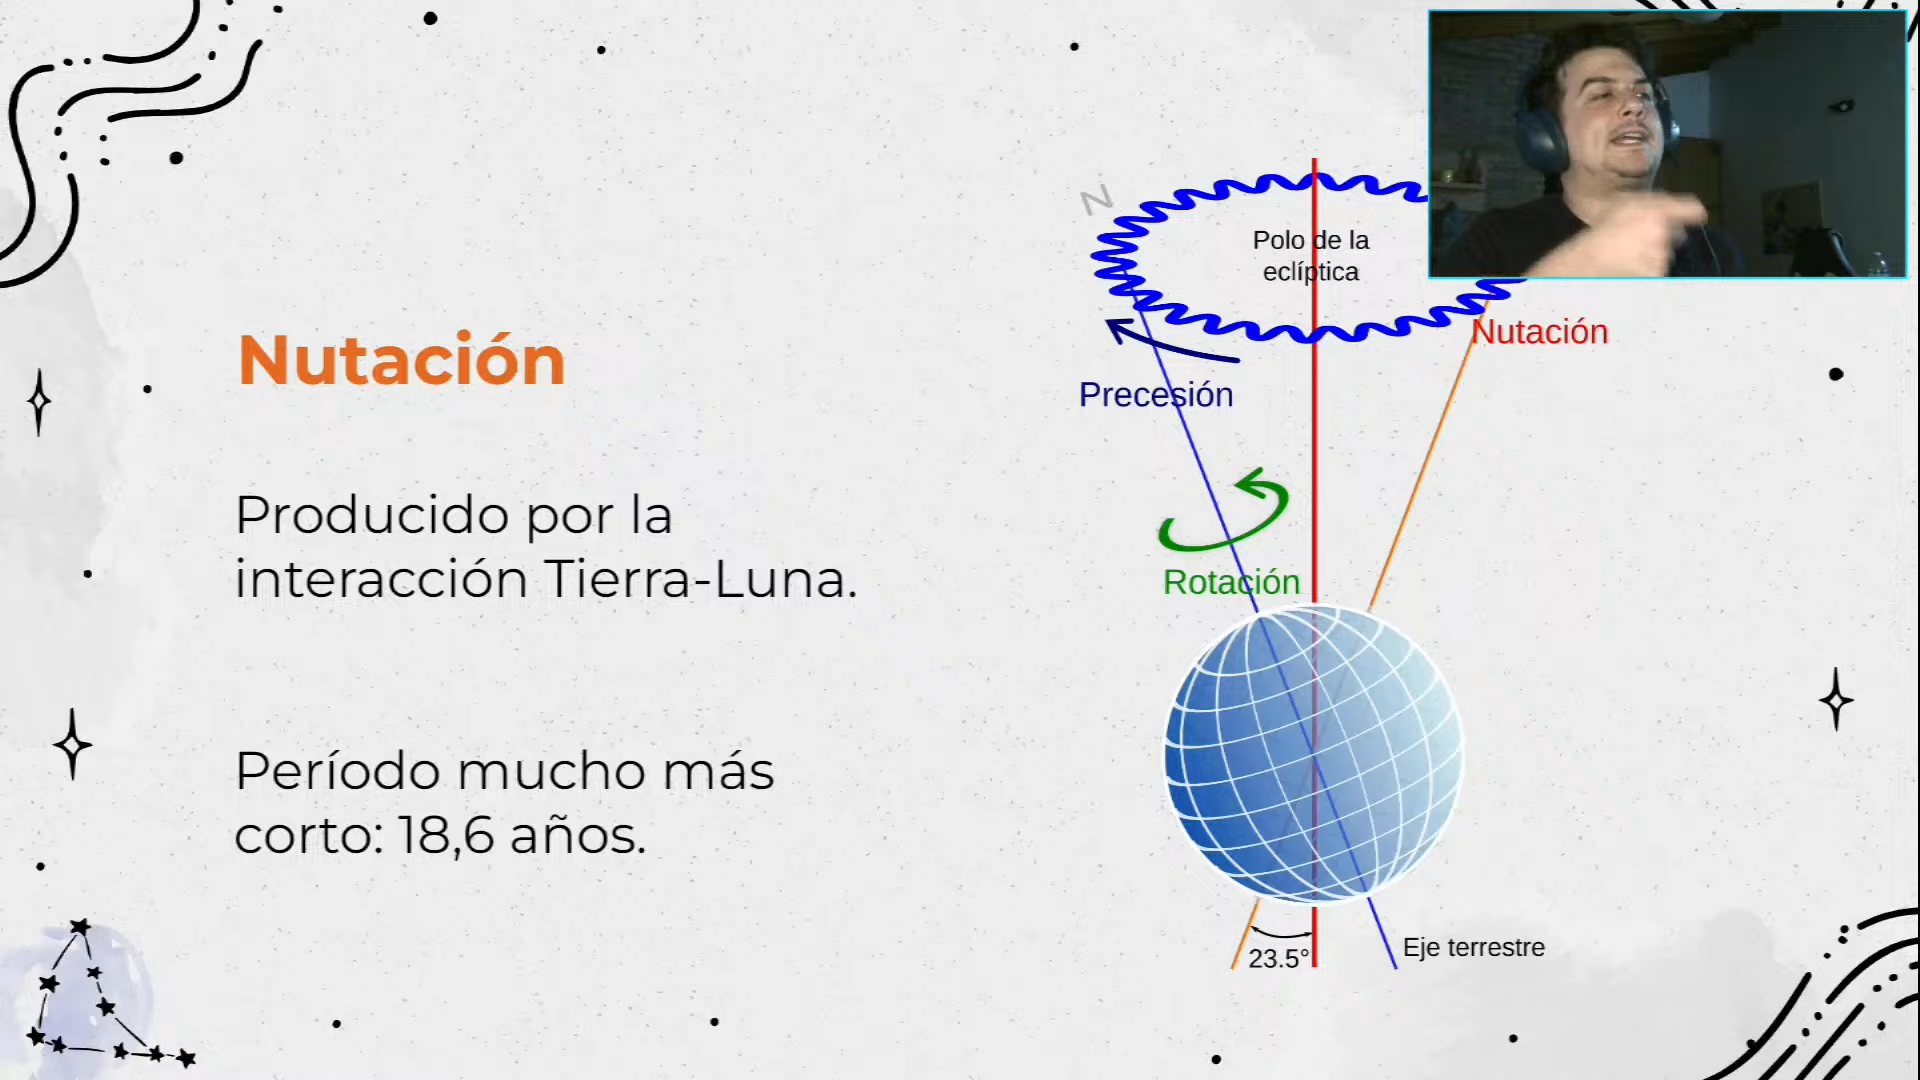 Nutación
Producido por la
interacción Tierra-Luna.
Período mucho más
corto: 18,6 años.
N
Polo de la
eclíptica
Nutación
Precesión
Rotación
23.5°
Eje terrestre